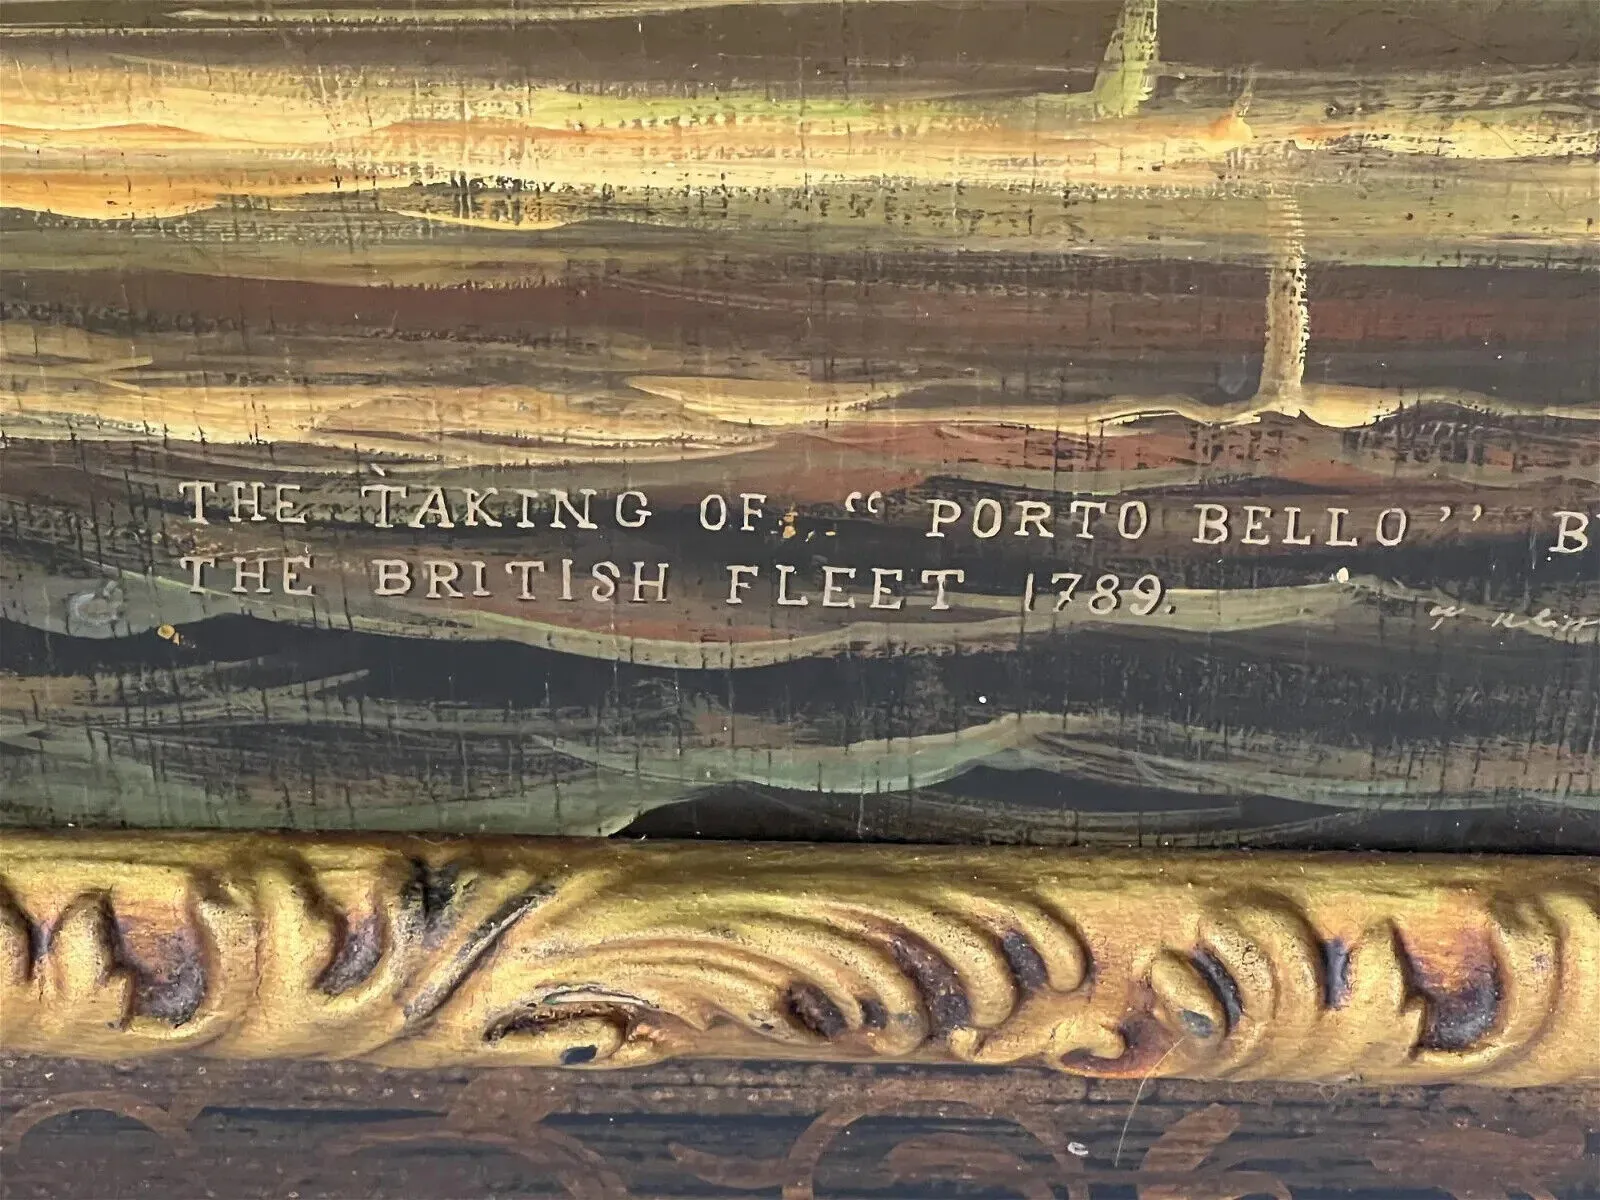 THE TAKING OF "PORTO BELLO" B
THE BRITISH FLEET 1789.